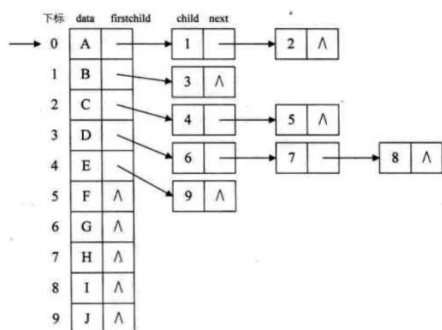 下标 data firstchild child next
0 A 1 2 Λ
1 B 3 Λ
2 C 4 5 Λ
3 D 6 7 8 Λ
4 E 9 Λ
5 F Λ
6 G Λ
7 H Λ
8 I Λ
9 J Λ